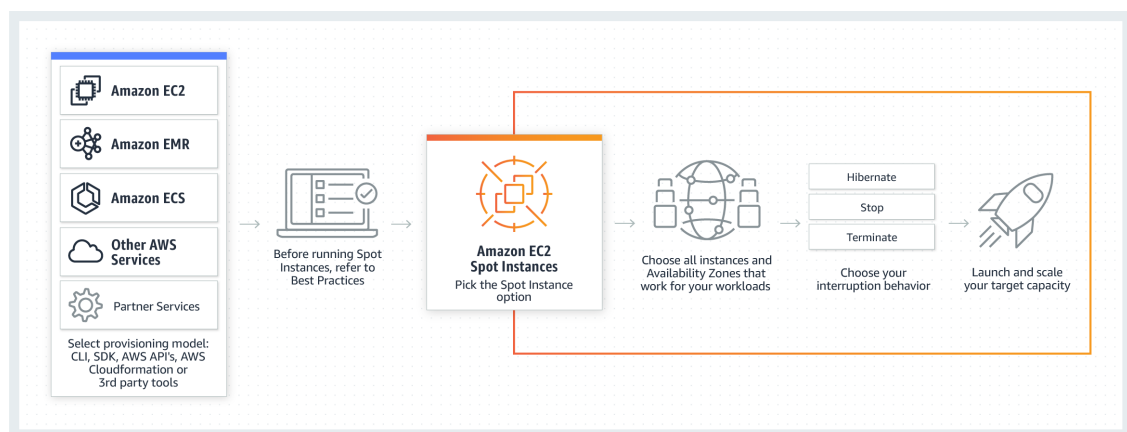 Amazon EC2
Amazon EMR
Amazon ECS
Other AWS
Services
Partner Services
Select provisioning model:
CLI, SDK, AWS API's, AWS
Cloudformation or
3rd party tools
Before running Spot
Instances, refer to
Best Practices
Amazon EC2
Spot Instances
Pick the Spot Instance
option
Choose all instances and
Availability Zones that
work for your workloads
Hibernate
Stop
Terminate
Choose your
interruption behavior
Launch and scale
your target capacity